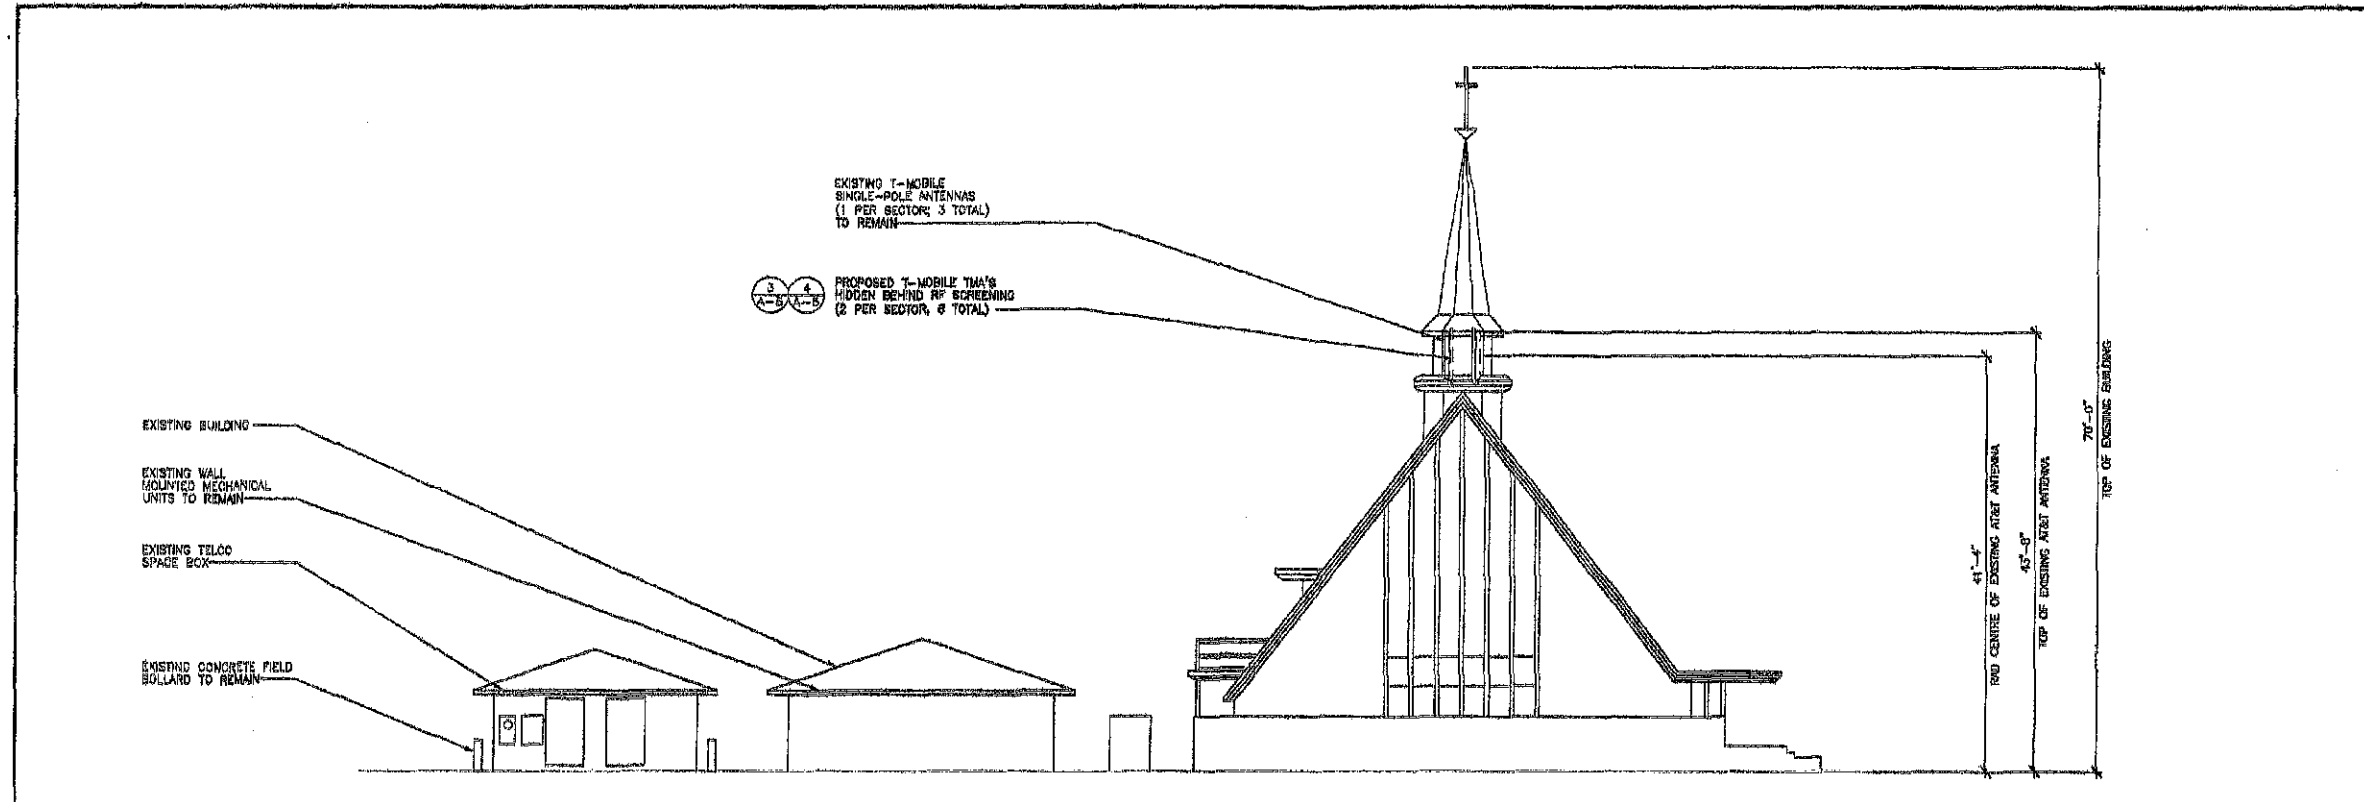 EXISTING T-MOBILE
SINGLE-POLE ANTENNAS
(1 PER SECTOR; 3 TOTAL)
TO REMAIN
3 4
A-5 A-5
PROPOSED T-MOBILE TMA'S
HIDDEN BEHIND RF SCREENING
(2 PER SECTOR, 6 TOTAL)
EXISTING BUILDING
EXISTING WALL
MOUNTED MECHANICAL
UNITS TO REMAIN
EXISTING TELCO
SPACE BOX
EXISTING CONCRETE FIELD
BOLLARD TO REMAIN
41'-4"
RAD CENTRE OF EXISTING AT&T ANTENNA
43'-8"
TOP OF EXISTING AT&T ANTENNA
70'-0"
TOP OF EXISTING BUILDING